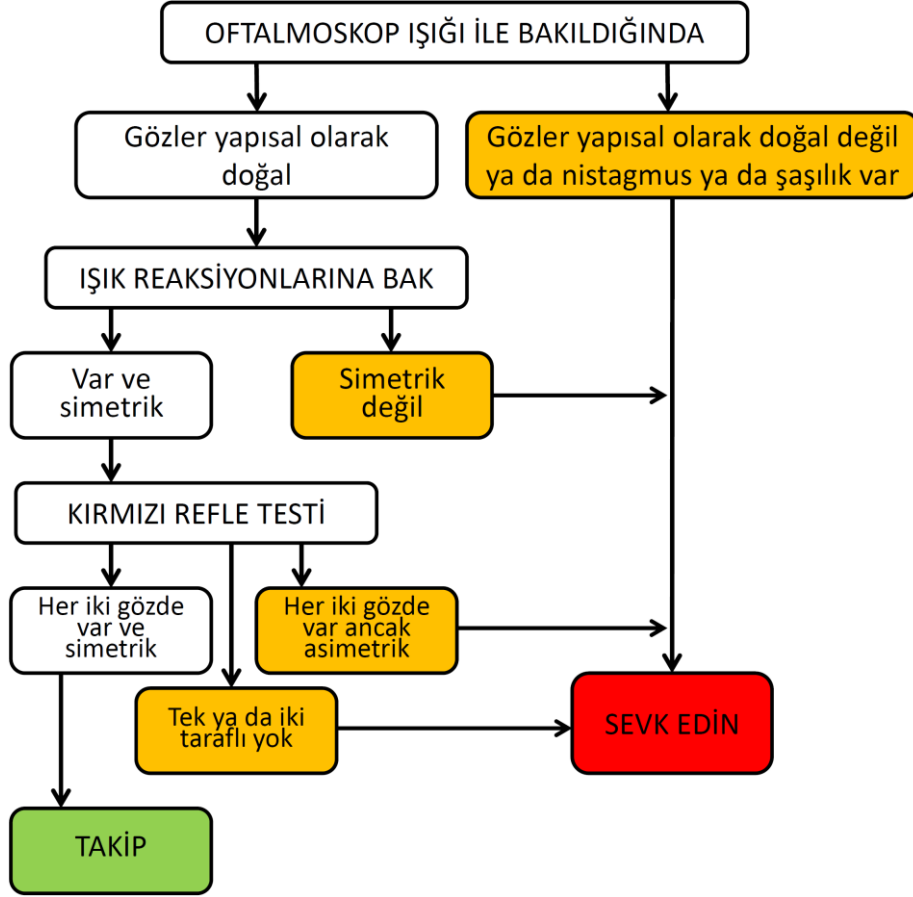 OFTALMOSKOP IŞIĞI İLE BAKILDIĞINDA
Gözler yapısal olarak
doğal
Gözler yapısal olarak doğal değil
ya da nistagmus ya da şaşılık var
IŞIK REAKSİYONLARINA BAK
Var ve
simetrik
Simetrik
değil
KIRMIZI REFLE TESTİ
Her iki gözde
var ve
simetrik
Her iki gözde
var ancak
asimetrik
Tek ya da iki
taraflı yok
SEVK EDİN
TAKİP